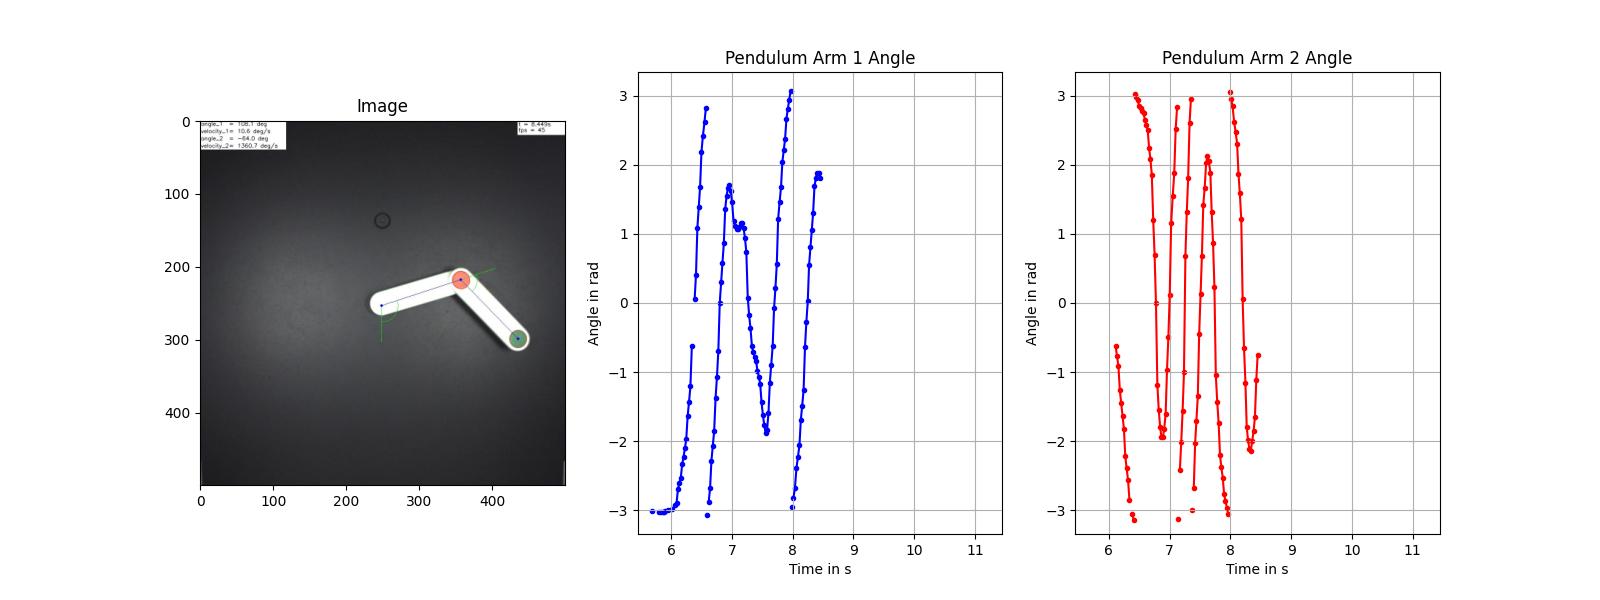 Image
angle_1 = 108.1 deg
velocity_1= 10.6 deg/s
angle_2 = -64.0 deg
velocity_2= 1360.7 deg/s
t = 8.449s
fps = 45
0
100
200
300
400
0 100 200 300 400
Pendulum Arm 1 Angle
Angle in rad
3
2
1
0
−1
−2
−3
6 7 8 9 10 11
Time in s
Pendulum Arm 2 Angle
Angle in rad
3
2
1
0
−1
−2
−3
6 7 8 9 10 11
Time in s